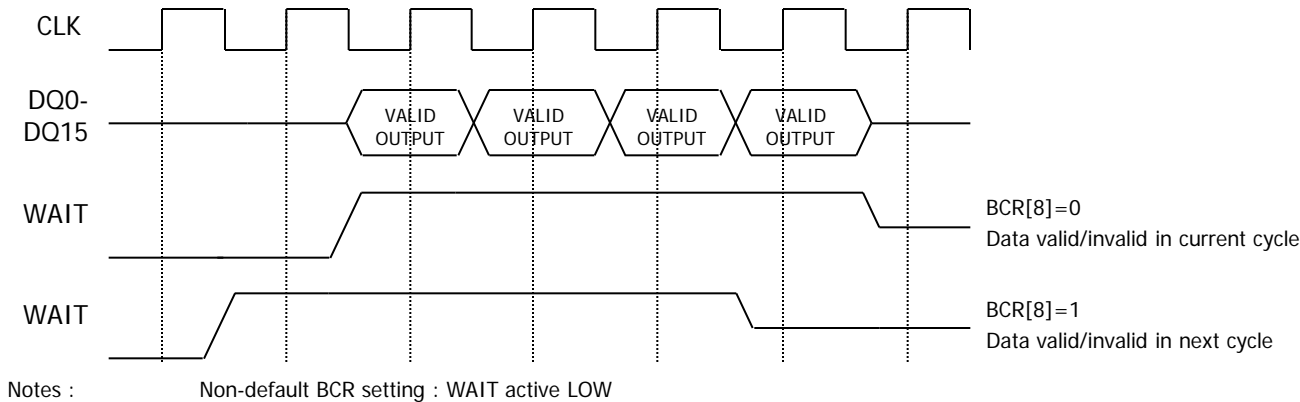 CLK
DQ0-
DQ15
VALID VALID VALID VALID
OUTPUT OUTPUT OUTPUT OUTPUT
WAIT
BCR[8]=0
Data valid/invalid in current cycle
WAIT
BCR[8]=1
Data valid/invalid in next cycle
Notes : Non-default BCR setting : WAIT active LOW